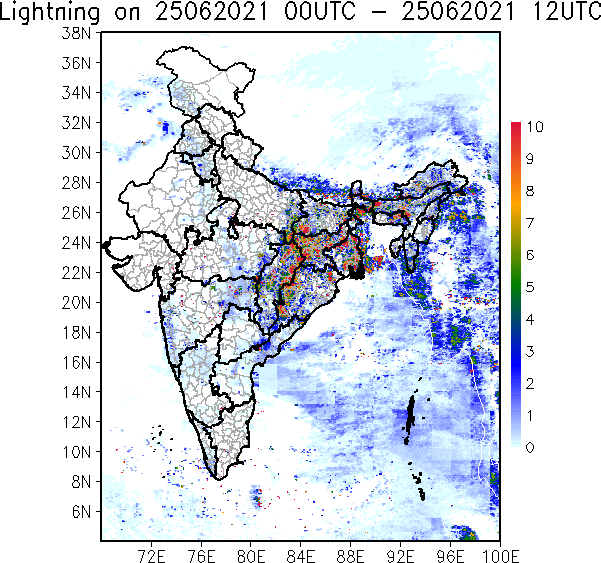 Lightning on 25062021 00UTC – 25062021 12UTC
38N
36N
34N
32N
30N
28N
26N
24N
22N
20N
18N
16N
14N
12N
10N
8N
6N
72E 76E 80E 84E 88E 92E 96E 100E
10
9
8
7
6
5
4
3
2
1
0